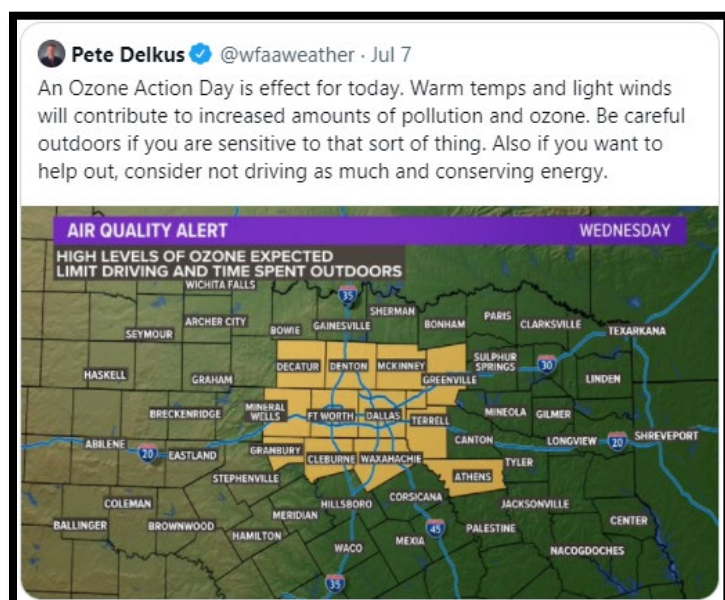 Pete Delkus @wfaaweather · Jul 7
An Ozone Action Day is effect for today. Warm temps and light winds
will contribute to increased amounts of pollution and ozone. Be careful
outdoors if you are sensitive to that sort of thing. Also if you want to
help out, consider not driving as much and conserving energy.
AIR QUALITY ALERT WEDNESDAY
HIGH LEVELS OF OZONE EXPECTED
LIMIT DRIVING AND TIME SPENT OUTDOORS
WICHITA FALLS
35
SHERMAN
PARIS
ARCHER CITY
BOWIE
GAINESVILLE
BONHAM
CLARKSVILLE
TEXARKANA
SEYMOUR
HASKELL
GRAHAM
DECATUR
DENTON
MCKINNEY
GREENVILLE
SULPHUR
SPRINGS
30
LINDEN
BRECKENRIDGE
MINERAL
WELLS
FT WORTH
DALLAS
TERRELL
MINEOLA
GILMER
ABILENE
20
EASTLAND
GRANBURY
CLEBURNE
WAXAHACHIE
CANTON
LONGVIEW
20
SHREVEPORT
STEPHENVILLE
ATHENS
TYLER
COLEMAN
HILLSBORO
CORSICANA
JACKSONVILLE
BALLINGER
BROWNWOOD
MERIDIAN
HAMILTON
WACO
MEXIA
45
PALESTINE
CENTER
NACOGDOCHES
35